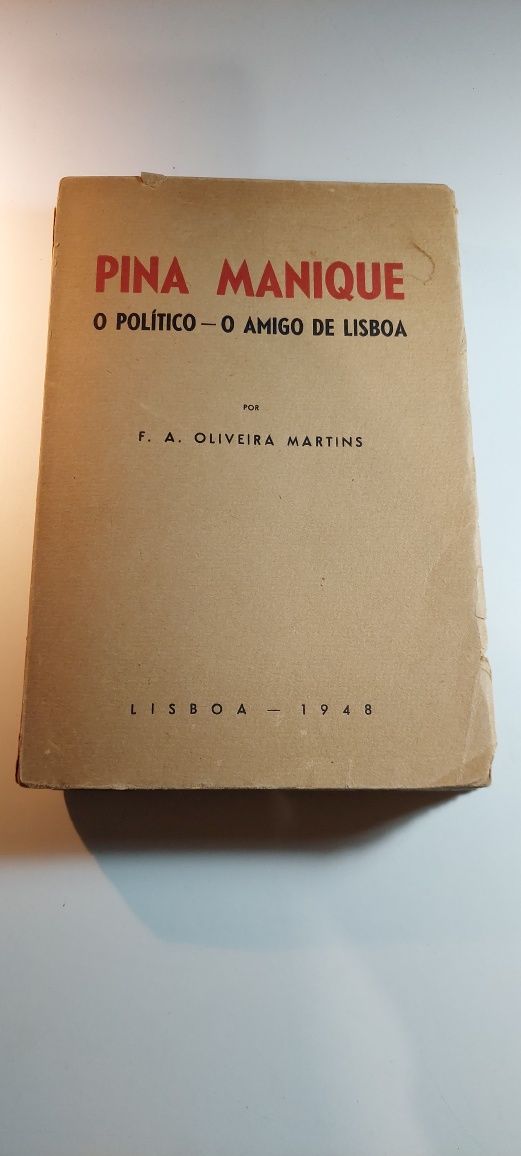 PINA MANIQUE
O POLÍTICO — O AMIGO DE LISBOA
POR
F. A. OLIVEIRA MARTINS
LISBOA — 1948